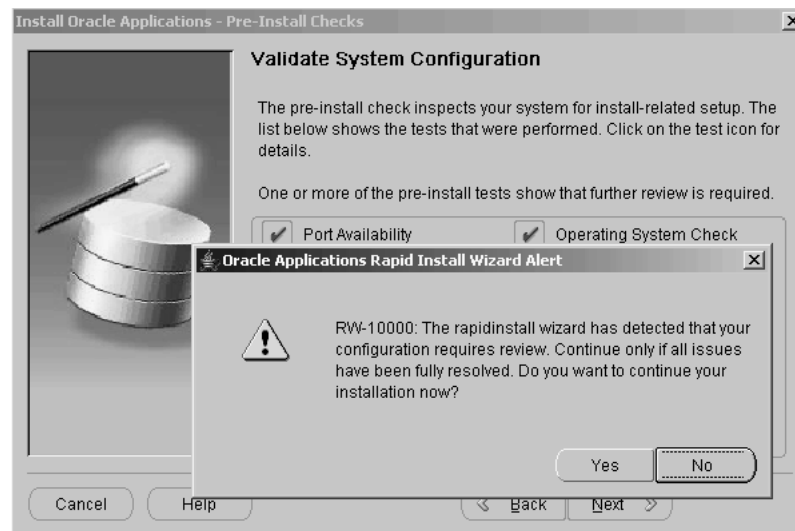 Install Oracle Applications - Pre-Install Checks
Validate System Configuration
The pre-install check inspects your system for install-related setup. The
list below shows the tests that were performed. Click on the test icon for
details.
One or more of the pre-install tests show that further review is required.
Port Availability
Operating System Check
Oracle Applications Rapid Install Wizard Alert
RW-10000: The rapidinstall wizard has detected that your
configuration requires review. Continue only if all issues
have been fully resolved. Do you want to continue your
installation now?
Yes
No
Cancel
Help
Back
Next